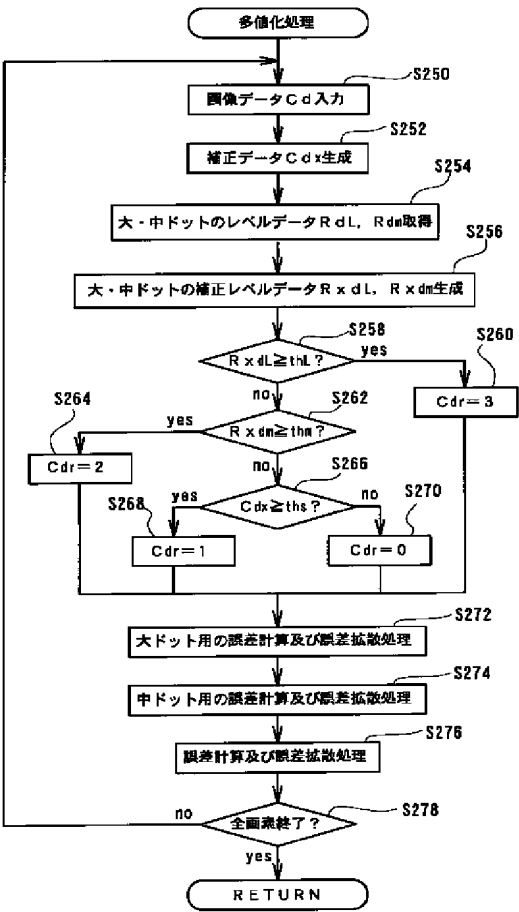 多値化処理
S250
画像データCd入力
S252
補正データCdx生成
S254
大・中ドットのレベルデータRdL，Rdm取得
S256
大・中ドットの補正レベルデータRxdL，Rxdm生成
S258
RxdL≧thL？
yes
no
S260
Cdr＝3
S262
Rxdm≧thm？
yes
no
S264
Cdr＝2
S266
Cdx≧ths？
yes
no
S268
Cdr＝1
S270
Cdr＝0
S272
大ドット用の誤差計算及び誤差拡散処理
S274
中ドット用の誤差計算及び誤差拡散処理
S276
誤差計算及び誤差拡散処理
S278
全画素終了？
no
yes
RETURN